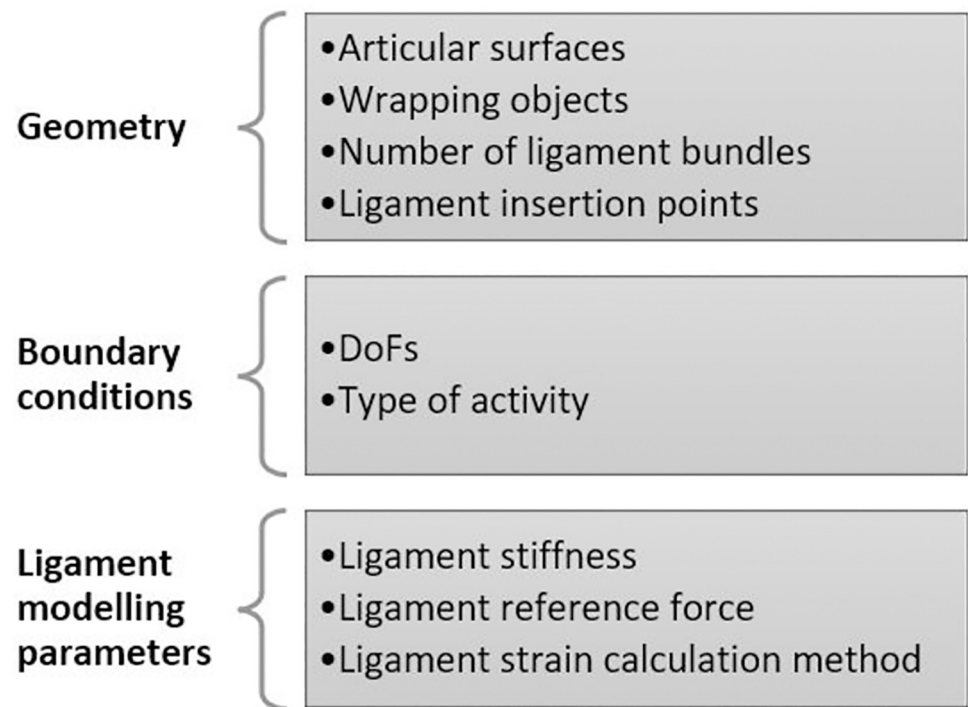 Geometry
•Articular surfaces
•Wrapping objects
•Number of ligament bundles
•Ligament insertion points
Boundary
conditions
•DoFs
•Type of activity
Ligament
modelling
parameters
•Ligament stiffness
•Ligament reference force
•Ligament strain calculation method